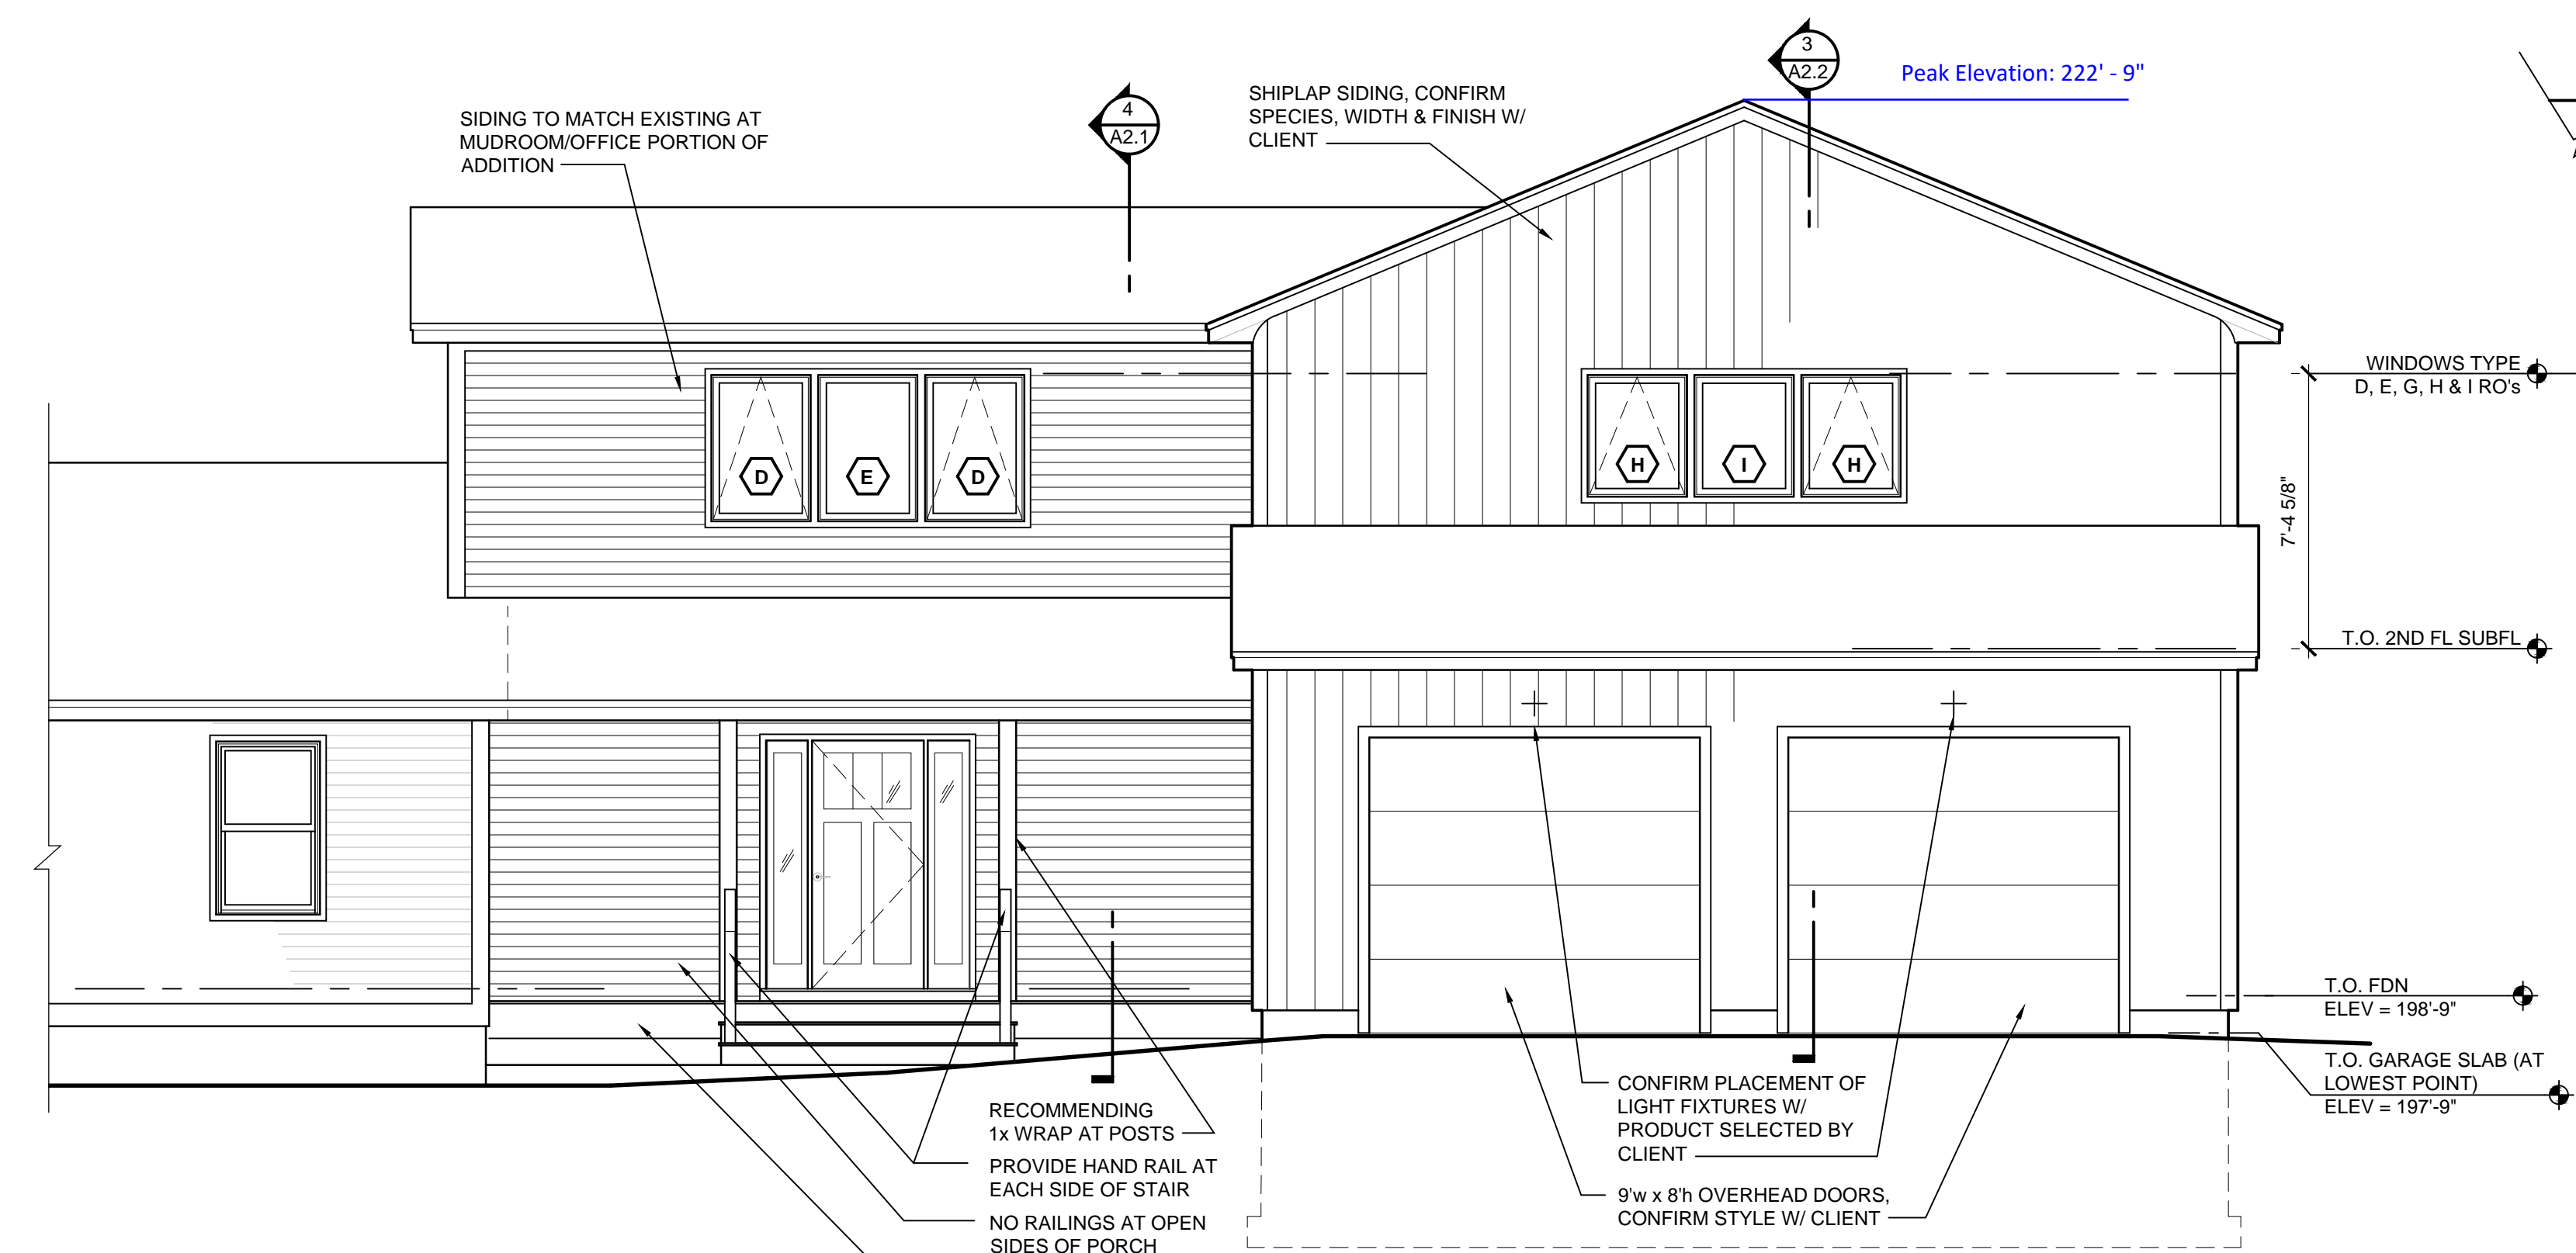 3
A2.2
Peak Elevation: 222' - 9"
4
A2.1
SIDING TO MATCH EXISTING AT
MUDROOM/OFFICE PORTION OF
ADDITION
SHIPLAP SIDING, CONFIRM
SPECIES, WIDTH & FINISH W/
CLIENT
WINDOWS TYPE
D, E, G, H & I RO's
D
E
D
H
I
H
7'-4 5/8"
T.O. 2ND FL SUBFL
T.O. FDN
ELEV = 198'-9"
T.O. GARAGE SLAB (AT
LOWEST POINT)
ELEV = 197'-9"
RECOMMENDING
1x WRAP AT POSTS
PROVIDE HAND RAIL AT
EACH SIDE OF STAIR
NO RAILINGS AT OPEN
SIDES OF PORCH
CONFIRM PLACEMENT OF
LIGHT FIXTURES W/
PRODUCT SELECTED BY
CLIENT
9'w x 8'h OVERHEAD DOORS,
CONFIRM STYLE W/ CLIENT